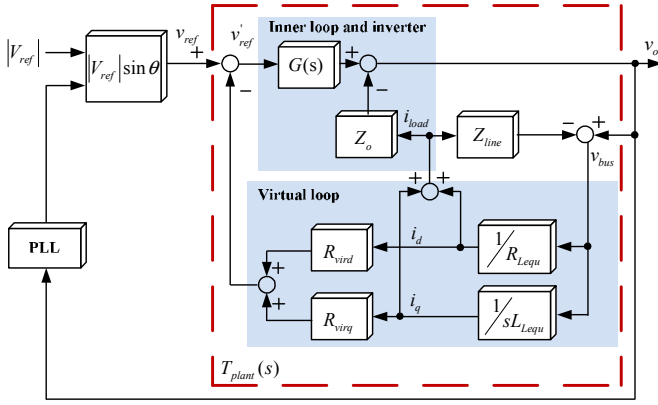 Inner loop and inverter
|V_ref|
|V_ref| sin θ
v_ref
+
v'_ref
−
G(s)
+
−
v_o
Z_o
i_load
Z_line
−
+
v_bus
+
+
Virtual loop
PLL
+
+
R_vird
i_d
1/R_Lequ
R_virq
i_q
1/sL_Lequ
T_plant(s)